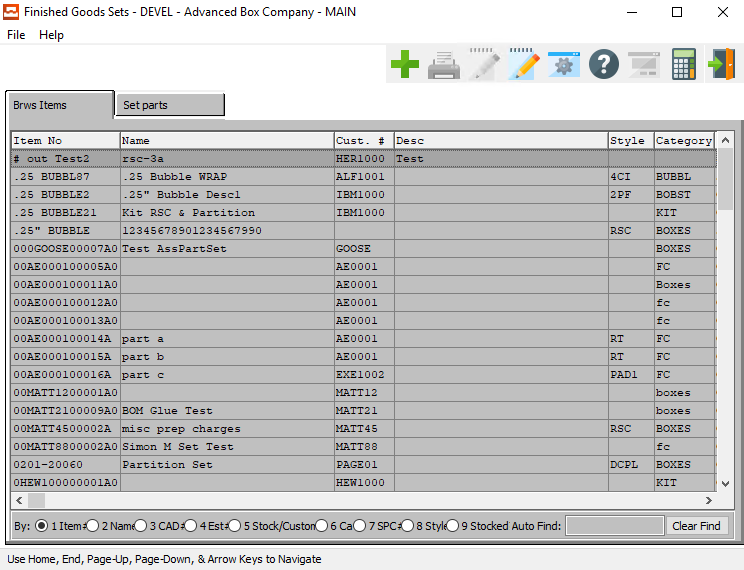 Finished Goods Sets - DEVEL - Advanced Box Company - MAIN
File Help
Brws Items Set parts
Item No Name Cust. # Desc Style Category
# out Test2 rsc-3a HER1000 Test
.25 BUBBL87 .25 Bubble WRAP ALF1001 4CI BUBBL
.25 BUBBLE2 .25" Bubble Desc1 IBM1000 2PF BOBST
.25 BUBBLE21 Kit RSC & Partition IBM1000 KIT
.25" BUBBLE 12345678901234567990 RSC BOXES
000GOOSE00007A0 Test AssPartSet GOOSE BOXES
00AE000100005A0 AE0001 FC
00AE000100011A0 AE0001 Boxes
00AE000100012A0 AE0001 fc
00AE000100013A0 AE0001 fc
00AE000100014A part a AE0001 RT FC
00AE000100015A part b AE0001 RT FC
00AE000100016A part c EXE1002 PAD1 FC
00MATT1200001A0 MATT12 boxes
00MATT2100009A0 BOM Glue Test MATT21 boxes
00MATT4500002A misc prep charges MATT45 RSC BOXES
00MATT8800002A0 Simon M Set Test MATT88 fc
0201-20060 Partition Set PAGE01 DCPL BOXES
0HEW100000001A0 HEW1000 KIT
By: 1 Item# 2 Name 3 CAD# 4 Est# 5 Stock/Custom 6 Ca 7 SPC# 8 Style 9 Stocked Auto Find: Clear Find
Use Home, End, Page-Up, Page-Down, & Arrow Keys to Navigate